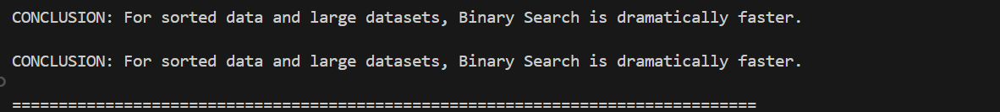 CONCLUSION: For sorted data and large datasets, Binary Search is dramatically faster.
CONCLUSION: For sorted data and large datasets, Binary Search is dramatically faster.
================================================================================